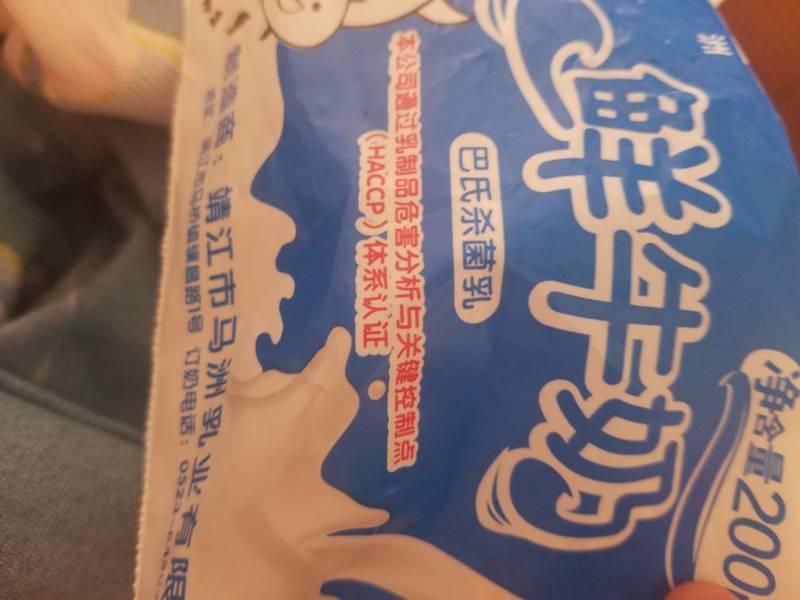 洲
鲜牛奶
净含量200
巴氏杀菌乳
本公司通过乳制品危害分析与关键控制点
(HACCP)体系认证
制造商：靖江市马洲乳业有限
订奶电话：0523